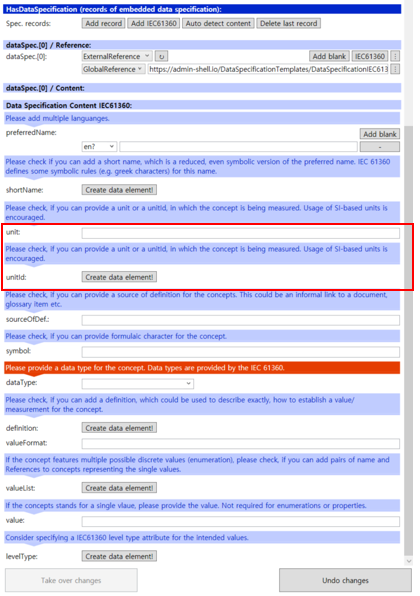 HasDataSpecification (records of embedded data specification):
Spec. records: Add record Add IEC61360 Auto detect content Delete last record
dataSpec.[0] / Reference:
dataSpec.[0]: ExternalReference ↻ Add blank IEC61360 ⋮
GlobalReference https://admin-shell.io/DataSpecificationTemplates/DataSpecificationIEC613 ⋮
dataSpec.[0] / Content:
Data Specification Content IEC61360:
Please add multiple languanges.
preferredName: Add blank
en? -
Please check if you can add a short name, which is a reduced, even symbolic version of the preferred name. IEC 61360
defines some symbolic rules (e.g. greek characters) for this name.
shortName: Create data element!
Please check, if you can provide a unit or a unitId, in which the concept is being measured. Usage of SI-based units is
encouraged.
unit:
Please check, if you can provide a unit or a unitId, in which the concept is being measured. Usage of SI-based units is
encouraged.
unitId: Create data element!
Please check, if you can provide a source of definition for the concepts. This could be an informal link to a document,
glossary item etc.
sourceOfDef.:
Please check, if you can provide formulaic character for the concept.
symbol:
Please provide a data type for the concept. Data types are provided by the IEC 61360.
dataType:
Please check, if you can add a definition, which could be used to describe exactly, how to establish a value/
measurement for the concept.
definition: Create data element!
valueFormat:
If the concept features multiple possible discrete values (enumeration), please check, if you can add pairs of name and
References to concepts representing the single values.
valueList: Create data element!
If the concepts stands for a single vlaue, please provide the value. Not required for enumerations or properties.
value:
Consider specifying a IEC61360 level type attribute for the intended values.
levelType: Create data element!
Take over changes Undo changes